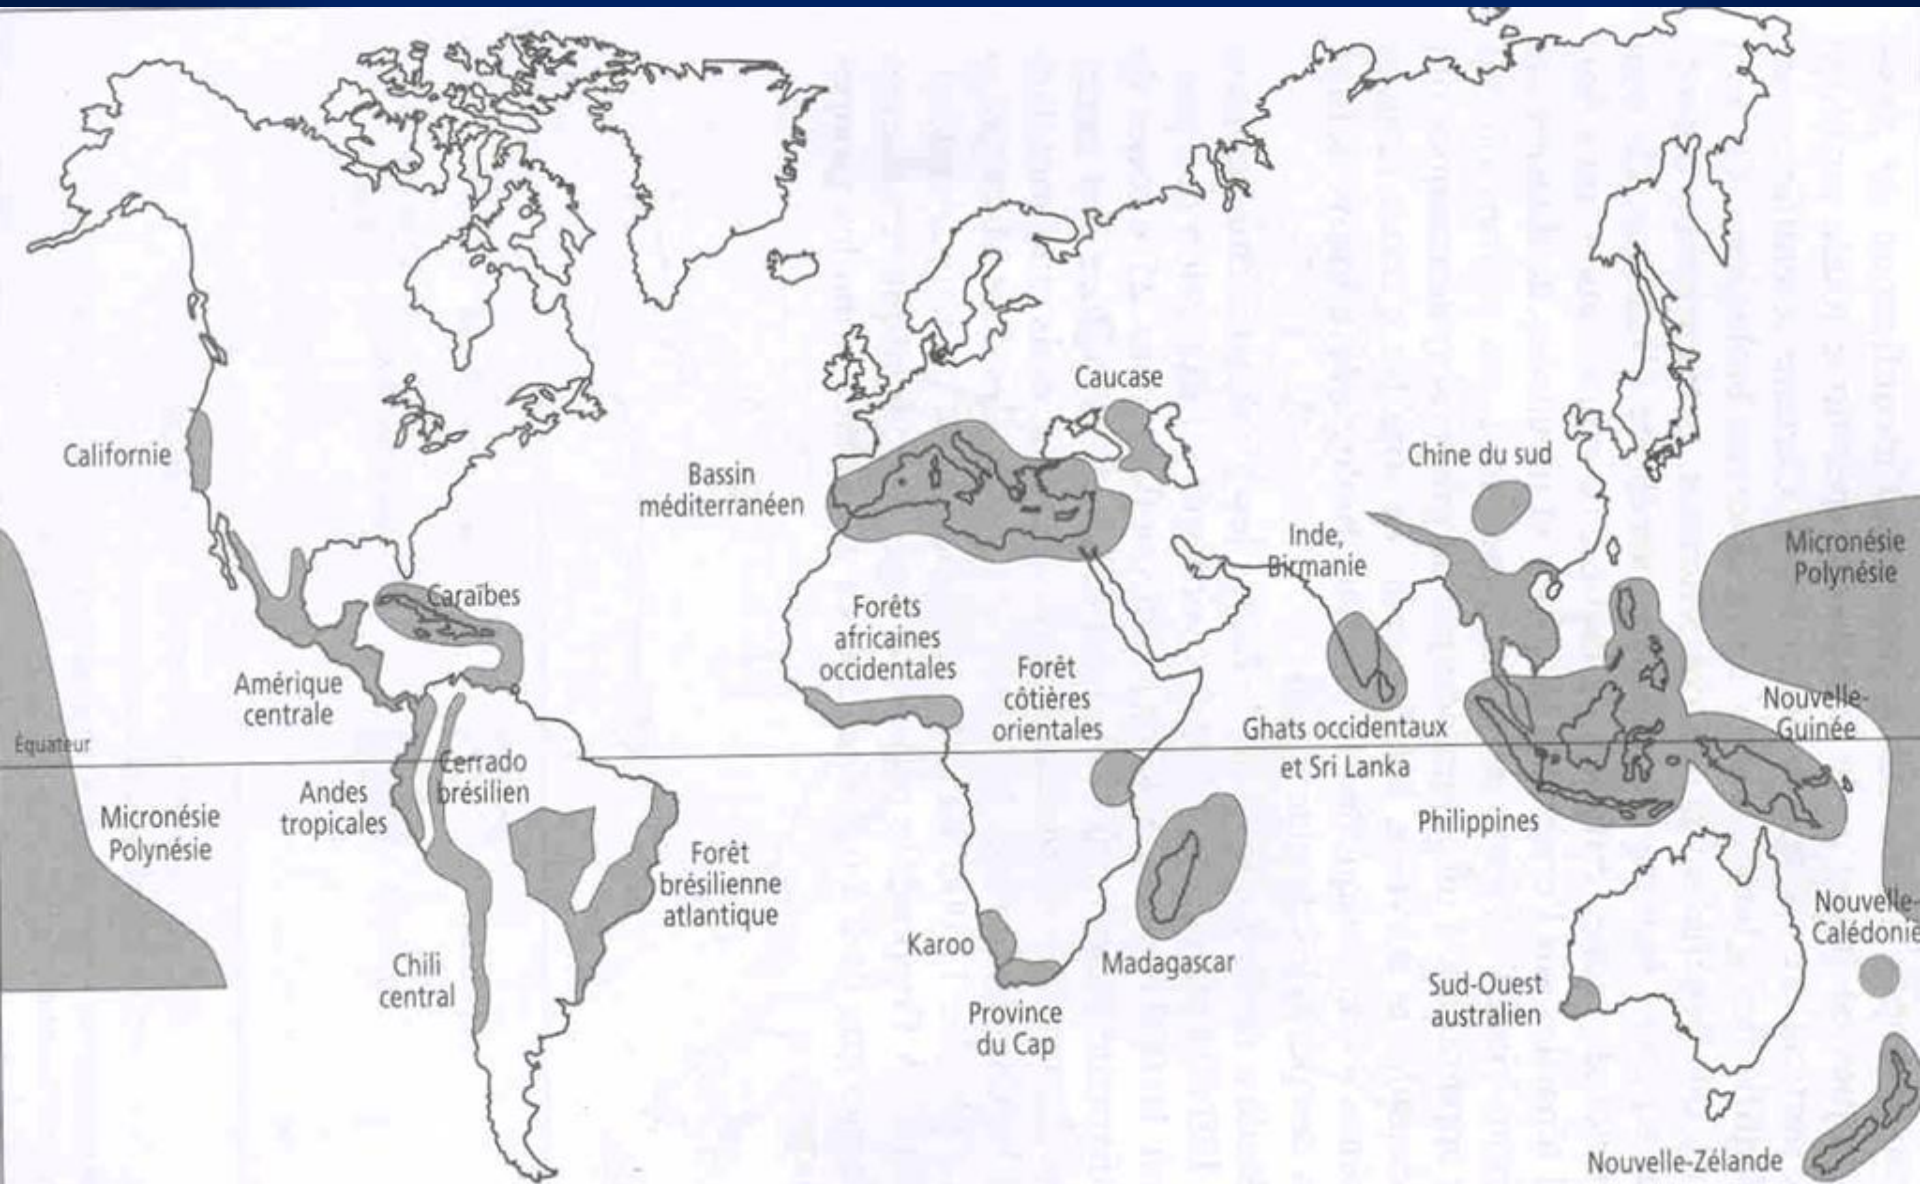 Caucase
Californie
Chine du sud
Bassin
méditerranéen
Inde,
Birmanie
Micronésie
Polynésie
Caraïbes
Forêts
africaines
occidentales
Forêt
côtières
orientales
Amérique
centrale
Nouvelle-
Guinée
Ghats occidentaux
et Sri Lanka
Équateur
Cerrado
brésilien
Andes
tropicales
Micronésie
Polynésie
Philippines
Forêt
brésilienne
atlantique
Nouvelle-
Calédonie
Karoo
Madagascar
Chili
central
Sud-Ouest
australien
Province
du Cap
Nouvelle-Zélande